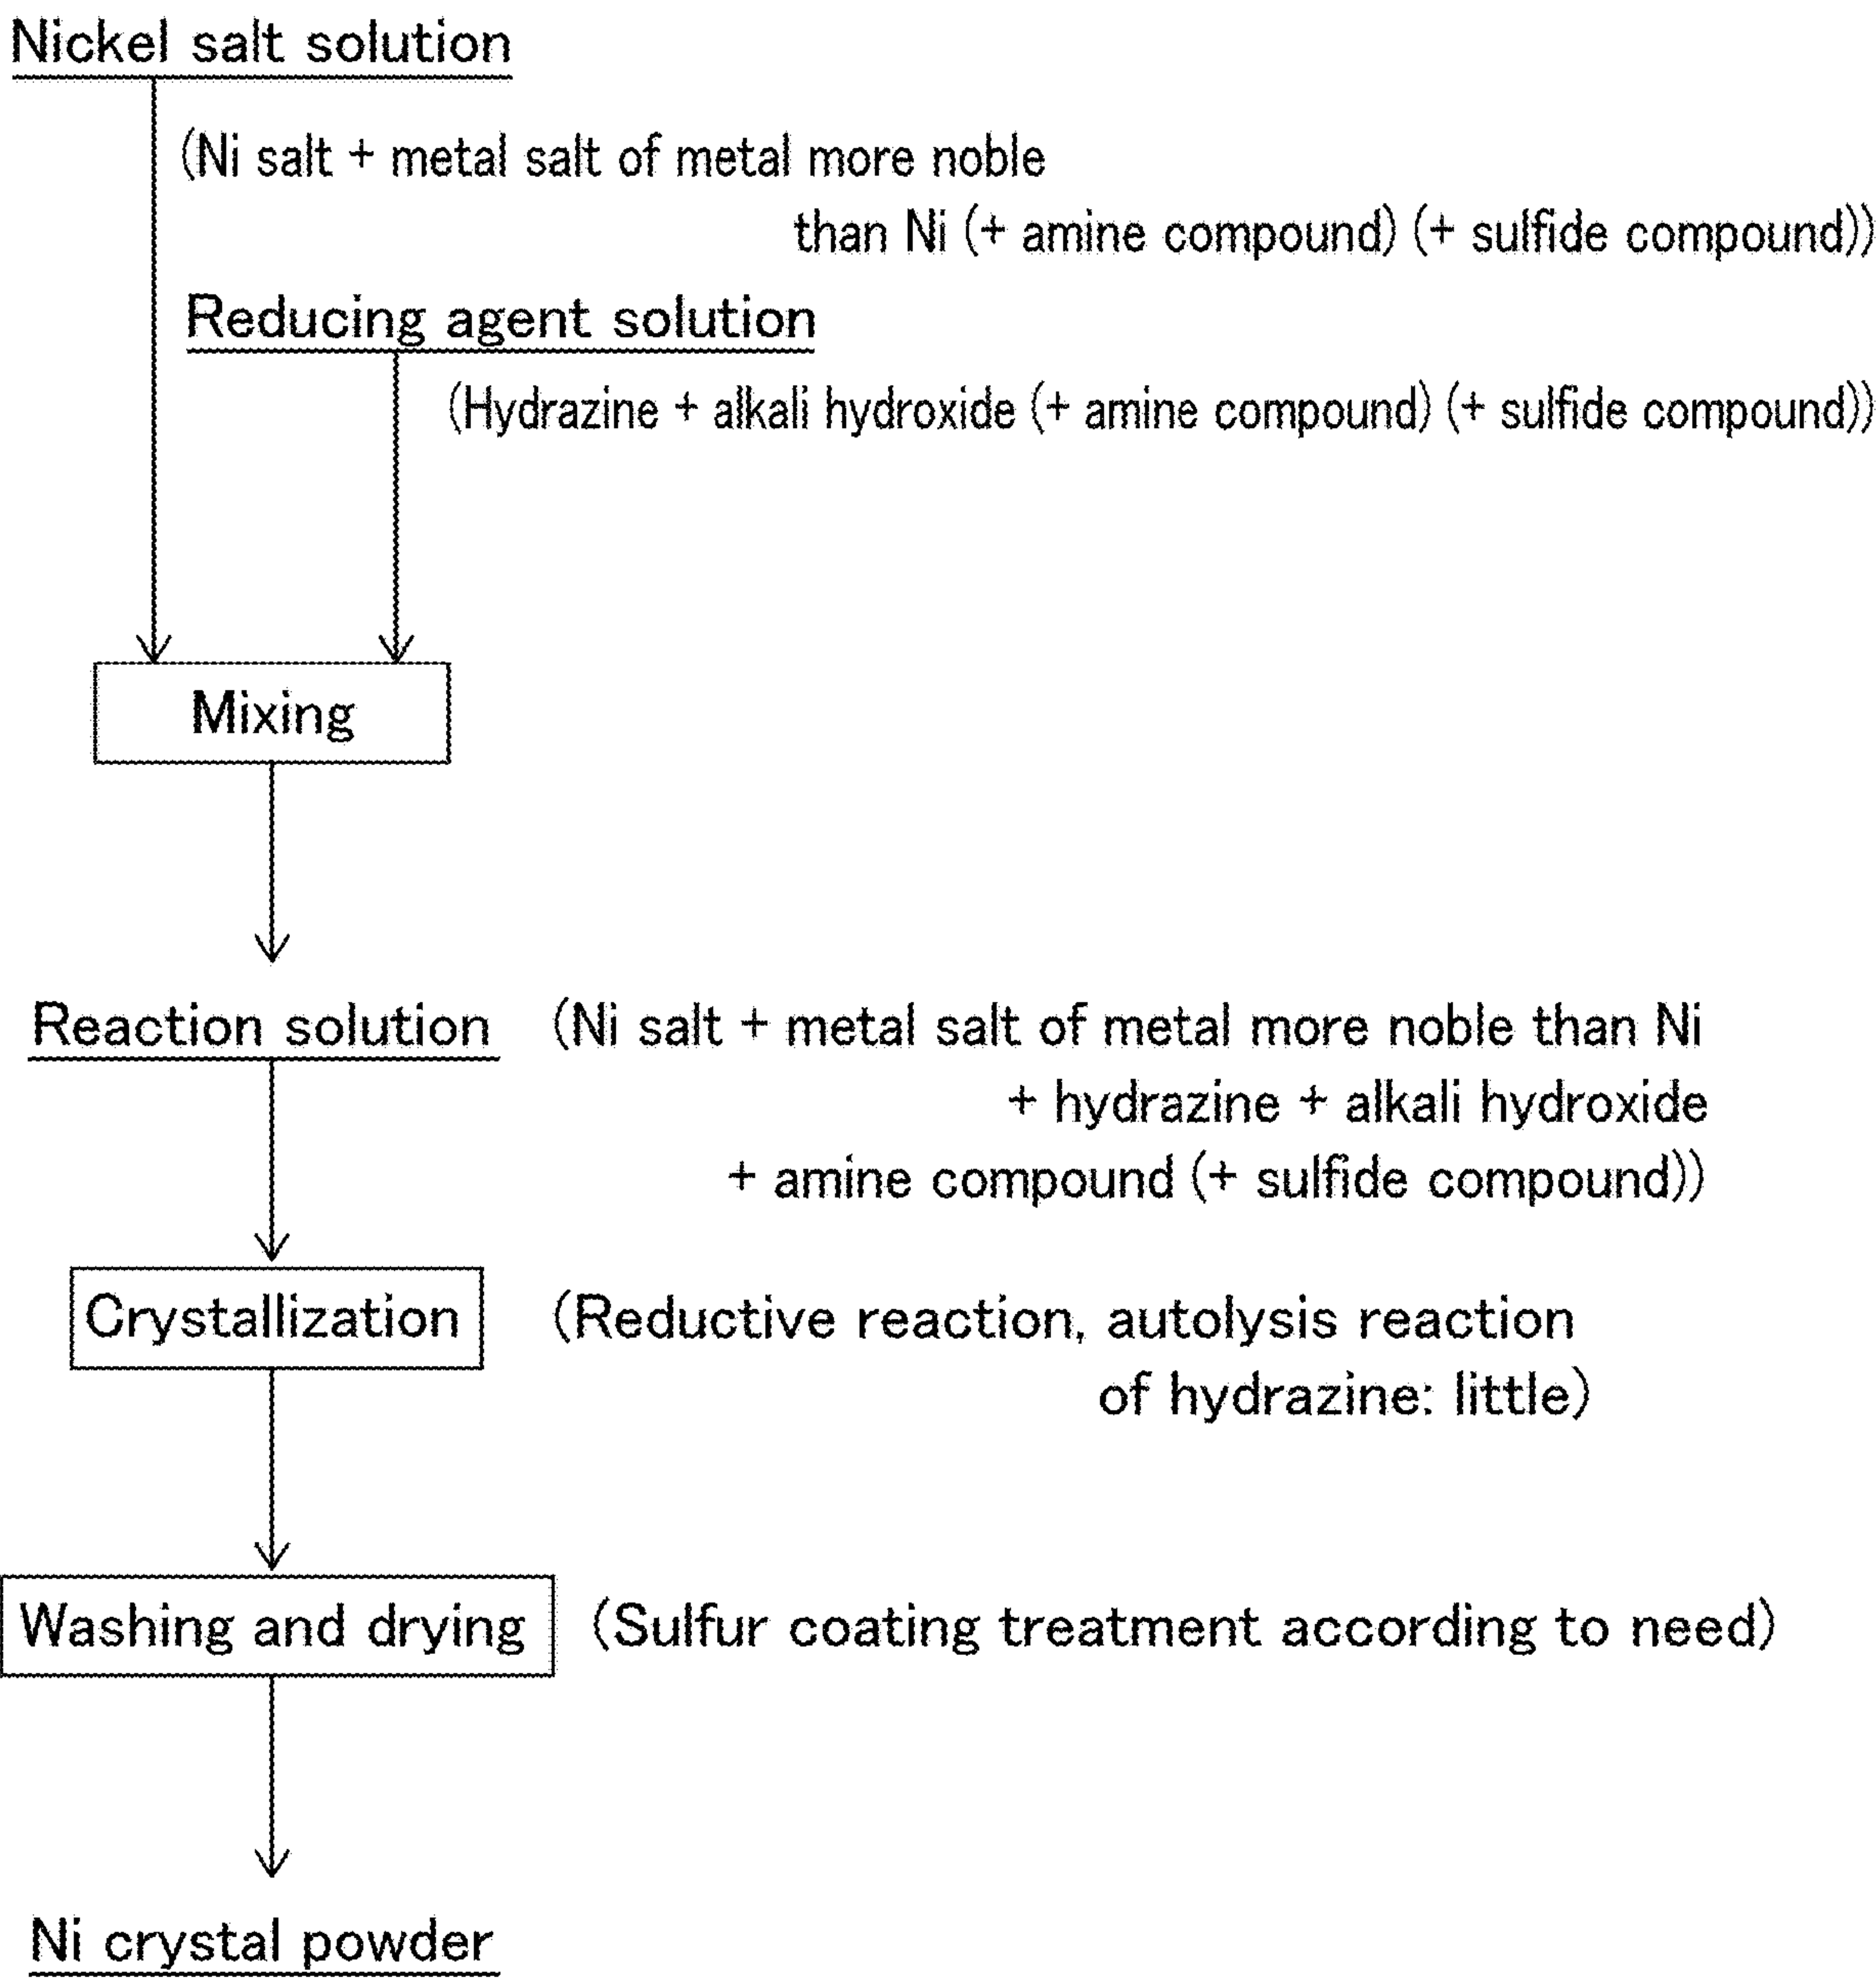 Nickel salt solution
(Ni salt + metal salt of metal more noble
than Ni (+ amine compound) (+ sulfide compound))
Reducing agent solution
(Hydrazine + alkali hydroxide (+ amine compound) (+ sulfide compound))
Mixing
Reaction solution (Ni salt + metal salt of metal more noble than Ni
+ hydrazine + alkali hydroxide
+ amine compound (+ sulfide compound))
Crystallization (Reductive reaction, autolysis reaction
of hydrazine: little)
Washing and drying (Sulfur coating treatment according to need)
Ni crystal powder